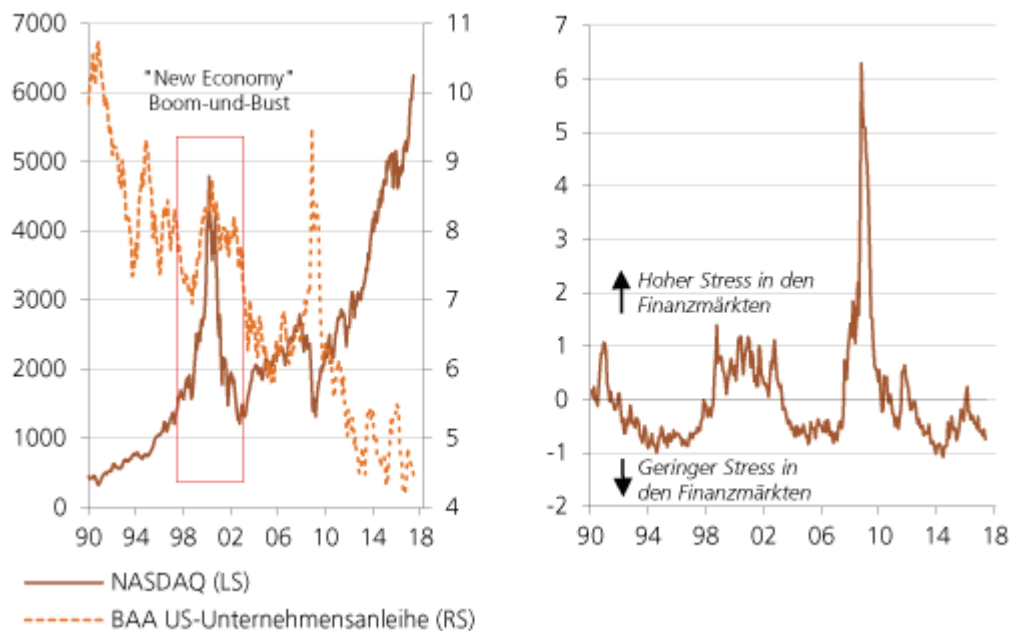 7000
6000
5000
4000
3000
2000
1000
0
11
10
9
8
7
6
5
4
"New Economy"
Boom-und-Bust
90 94 98 02 06 10 14 18
NASDAQ (LS)
BAA US-Unternehmensanleihe (RS)
7
6
5
4
3
2
1
0
-1
-2
Hoher Stress in den
Finanzmärkten
Geringer Stress in
den Finanzmärkten
90 94 98 02 06 10 14 18